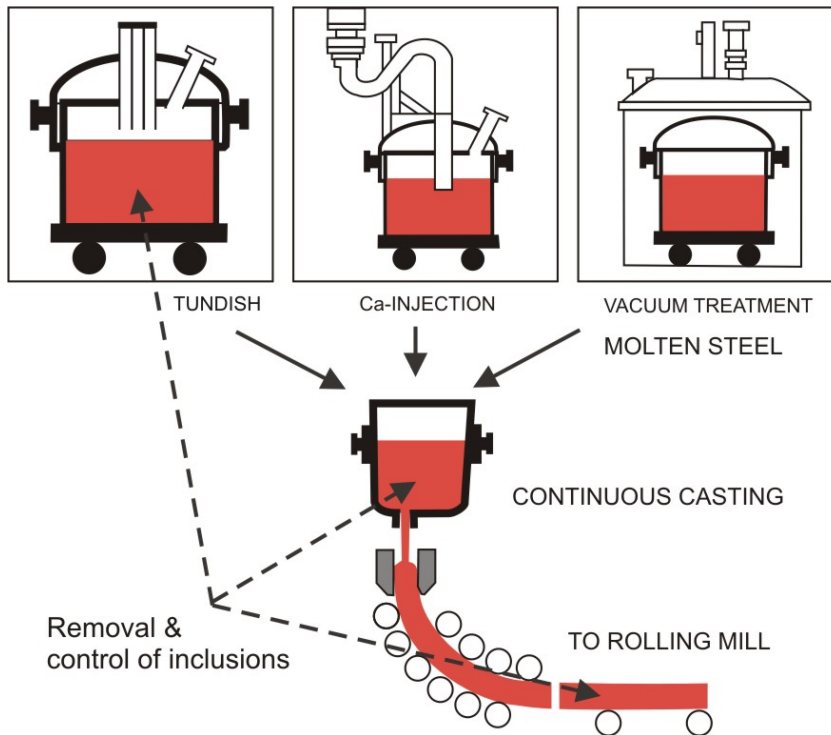 TUNDISH
Ca-INJECTION
VACUUM TREATMENT
MOLTEN STEEL
CONTINUOUS CASTING
Removal &
control of inclusions
TO ROLLING MILL